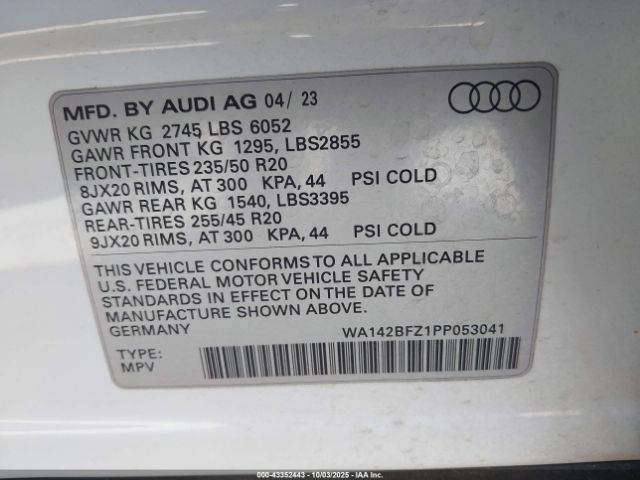 MFD. BY AUDI AG 04/ 23
GVWR KG 2745 LBS 6052
GAWR FRONT KG 1295, LBS2855
FRONT-TIRES 235/50 R20
8JX20 RIMS, AT 300 KPA, 44 PSI COLD
GAWR REAR KG 1540, LBS3395
REAR-TIRES 255/45 R20
9JX20 RIMS, AT 300 KPA, 44 PSI COLD
THIS VEHICLE CONFORMS TO ALL APPLICABLE
U.S. FEDERAL MOTOR VEHICLE SAFETY
STANDARDS IN EFFECT ON THE DATE OF
MANUFACTURE SHOWN ABOVE.
GERMANY WA142BFZ1PP053041
TYPE:
MPV
000-43352443 - 10/03/2025 - IAAI.COM